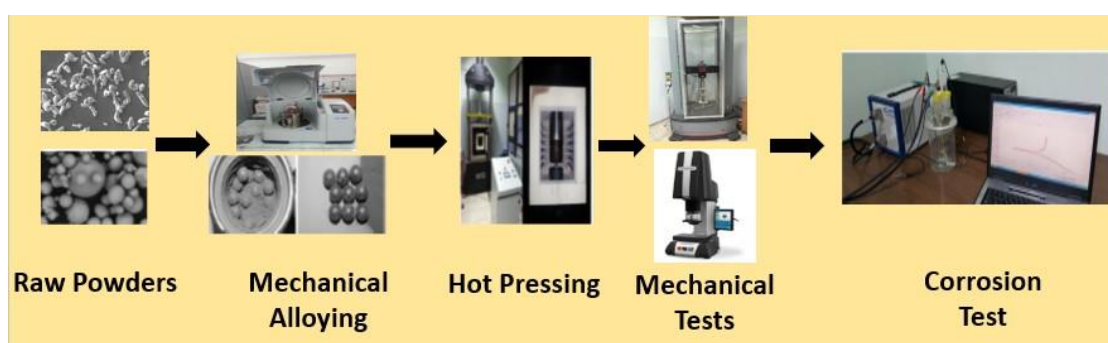 Raw Powders
Mechanical
Alloying
Hot Pressing
Mechanical
Tests
Corrosion
Test